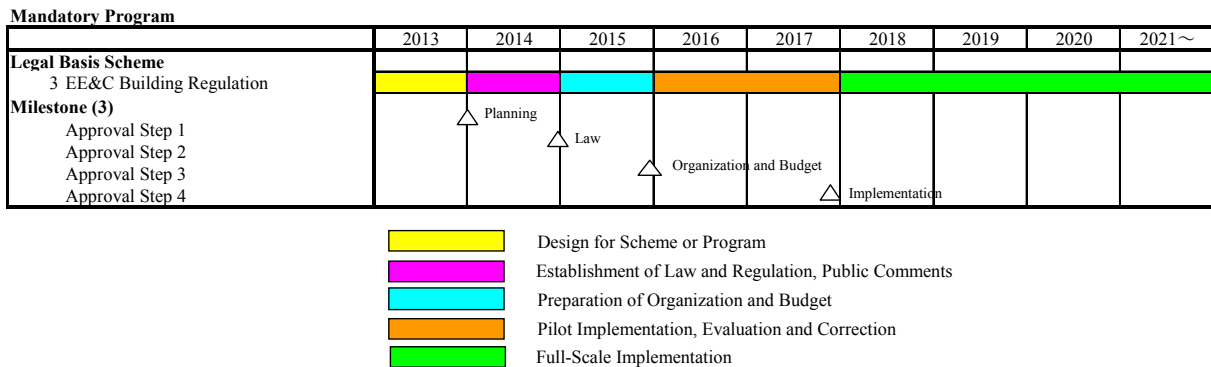 Mandatory Program
2013 2014 2015 2016 2017 2018 2019 2020 2021～
Legal Basis Scheme
3 EE&C Building Regulation
Milestone (3)
Planning
Approval Step 1
Law
Approval Step 2
Approval Step 3
Organization and Budget
Approval Step 4
Implementation
Design for Scheme or Program
Establishment of Law and Regulation, Public Comments
Preparation of Organization and Budget
Pilot Implementation, Evaluation and Correction
Full-Scale Implementation